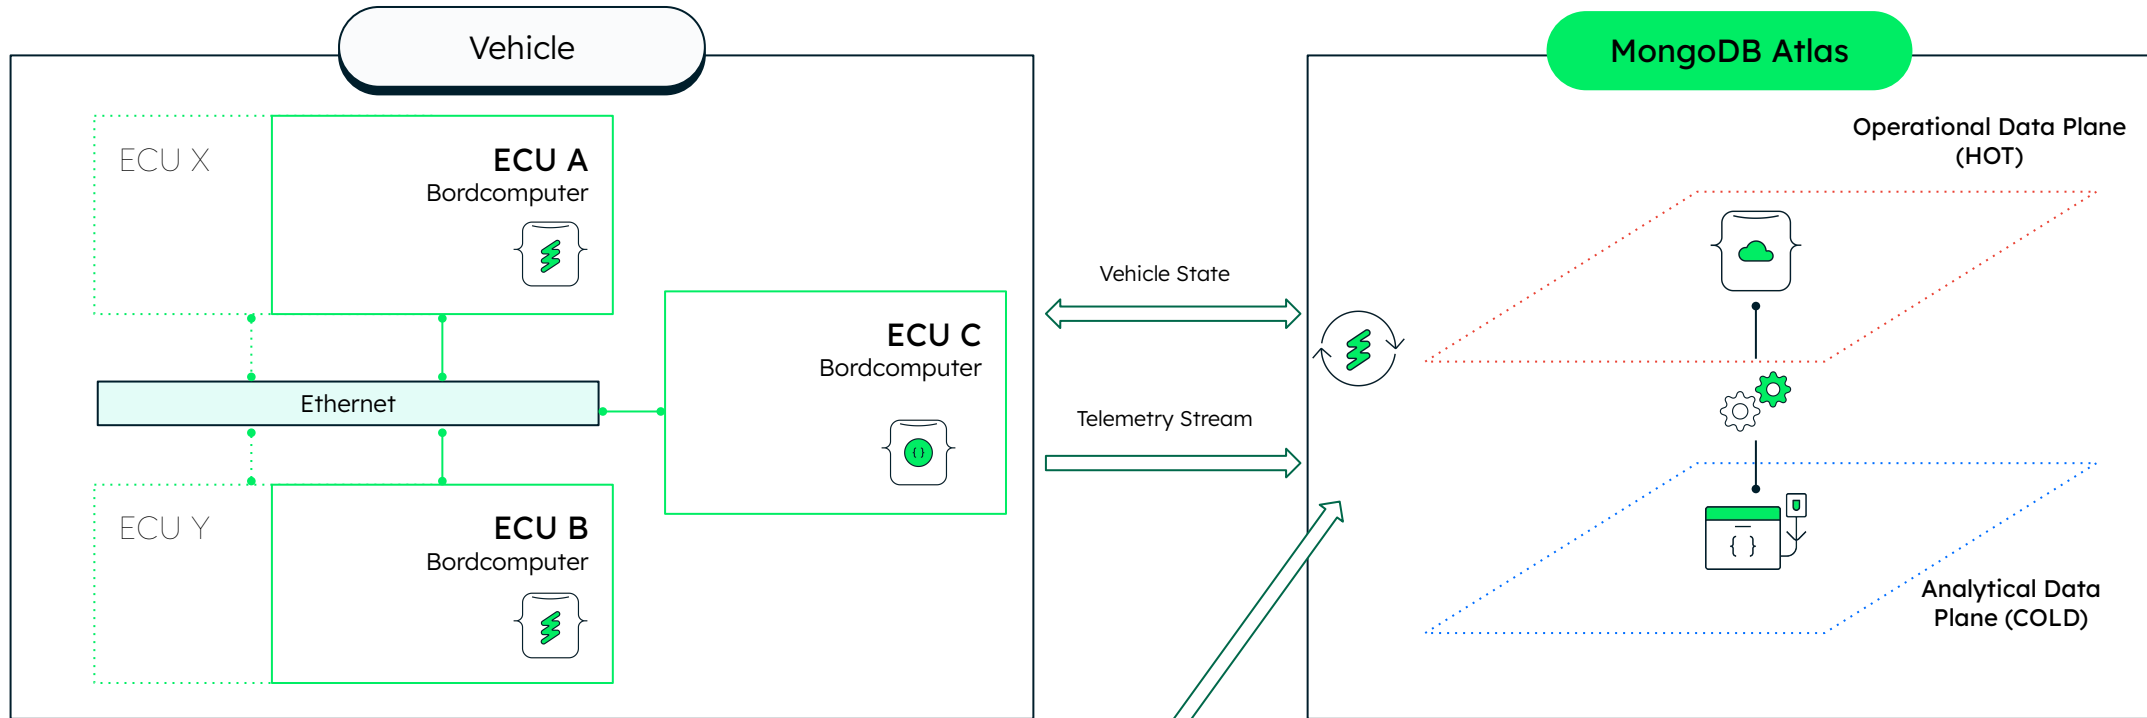 Vehicle
MongoDB Atlas
ECU X
ECU A
Bordcomputer
Ethernet
ECU C
Bordcomputer
ECU Y
ECU B
Bordcomputer
Vehicle State
Telemetry Stream
Operational Data Plane
(HOT)
{ }
{ }
Analytical Data
Plane (COLD)